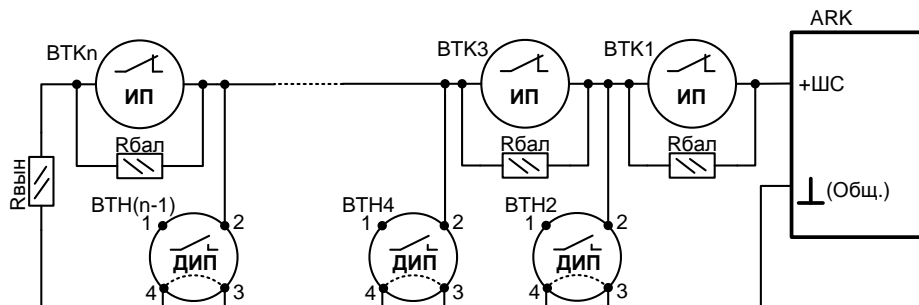 ARK
BTKn
BTK3
BTK1
ИП
ИП
ИП
+ШС
Rбал
Rбал
Rбал
Rвын
(Общ.)
BTH(n-1)
BTH4
BTH2
1
2
1
2
1
2
ДИП
ДИП
ДИП
4
3
4
3
4
3